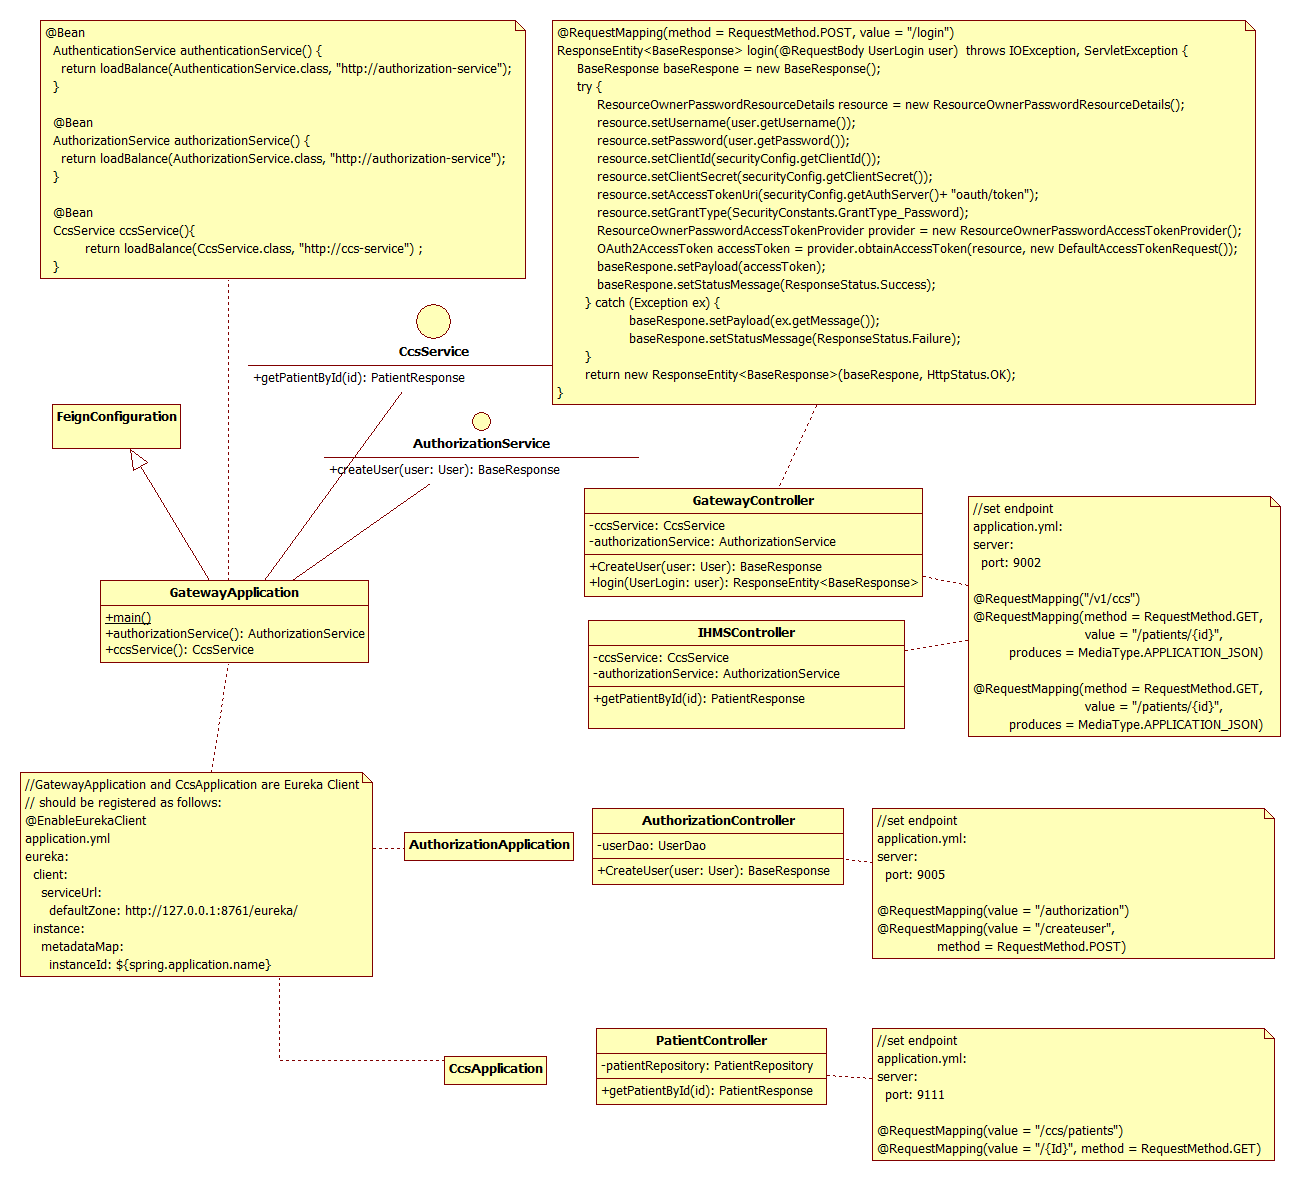 @Bean
AuthenticationService authenticationService() {
return loadBalance(AuthenticationService.class, "http://authorization-service");
}
@Bean
AuthorizationService authorizationService() {
return loadBalance(AuthorizationService.class, "http://authorization-service");
}
@Bean
CcsService ccsService(){
return loadBalance(CcsService.class, "http://ccs-service") ;
}
@RequestMapping(method = RequestMethod.POST, value = "/login")
ResponseEntity<BaseResponse> login(@RequestBody UserLogin user)  throws IOException, ServletException {
BaseResponse baseRespone = new BaseResponse();
try {
ResourceOwnerPasswordResourceDetails resource = new ResourceOwnerPasswordResourceDetails();
resource.setUsername(user.getUsername());
resource.setPassword(user.getPassword());
resource.setClientId(securityConfig.getClientId());
resource.setClientSecret(securityConfig.getClientSecret());
resource.setAccessTokenUri(securityConfig.getAuthServer()+ "oauth/token");
resource.setGrantType(SecurityConstants.GrantType_Password);
ResourceOwnerPasswordAccessTokenProvider provider = new ResourceOwnerPasswordAccessTokenProvider();
OAuth2AccessToken accessToken = provider.obtainAccessToken(resource, new DefaultAccessTokenRequest());
baseRespone.setPayload(accessToken);
baseRespone.setStatusMessage(ResponseStatus.Success);
} catch (Exception ex) {
baseRespone.setPayload(ex.getMessage());
baseRespone.setStatusMessage(ResponseStatus.Failure);
}
return new ResponseEntity<BaseResponse>(baseRespone, HttpStatus.OK);
}
CcsService
+getPatientById(id): PatientResponse
FeignConfiguration
AuthorizationService
+createUser(user: User): BaseResponse
GatewayController
-ccsService: CcsService
-authorizationService: AuthorizationService
+CreateUser(user: User): BaseResponse
+login(UserLogin: user): ResponseEntity<BaseResponse>
//set endpoint
application.yml:
server:
port: 9002
@RequestMapping("/v1/ccs")
@RequestMapping(method = RequestMethod.GET,
value = "/patients/{id}",
produces = MediaType.APPLICATION_JSON)
@RequestMapping(method = RequestMethod.GET,
value = "/patients/{id}",
produces = MediaType.APPLICATION_JSON)
GatewayApplication
+main()
+authorizationService(): AuthorizationService
+ccsService(): CcsService
IHMSController
-ccsService: CcsService
-authorizationService: AuthorizationService
+getPatientById(id): PatientResponse
//GatewayApplication and CcsApplication are Eureka Client
// should be registered as follows:
@EnableEurekaClient
application.yml
eureka:
client:
serviceUrl:
defaultZone: http://127.0.0.1:8761/eureka/
instance:
metadataMap:
instanceId: ${spring.application.name}
AuthorizationApplication
AuthorizationController
-userDao: UserDao
+CreateUser(user: User): BaseResponse
//set endpoint
application.yml:
server:
port: 9005
@RequestMapping(value = "/authorization")
@RequestMapping(value = "/createuser",
method = RequestMethod.POST)
CcsApplication
PatientController
-patientRepository: PatientRepository
+getPatientById(id): PatientResponse
//set endpoint
application.yml:
server:
port: 9111
@RequestMapping(value = "/ccs/patients")
@RequestMapping(value = "/{Id}", method = RequestMethod.GET)